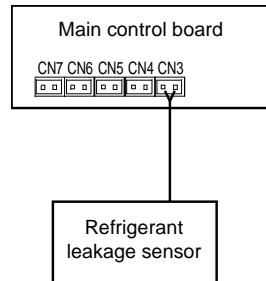 Main control board
CN7 CN6 CN5 CN4 CN3
Refrigerant
leakage sensor